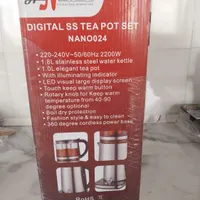 DIGITAL SS TEA POT SET
NANO024
• 220-240V~50/60Hz 2200W
• 1.8L stainless steel water kettle
• 1.0L elegant tea pot
• With illuminating indicator
• LED visual large display screen
• Touch keep warm button
• Rotary knob for Keep warm
temperature from 40-90
degree optional
• Boil dry protection
• Fashion style & easy to clean
• 360 degree cordless power base
RoHS